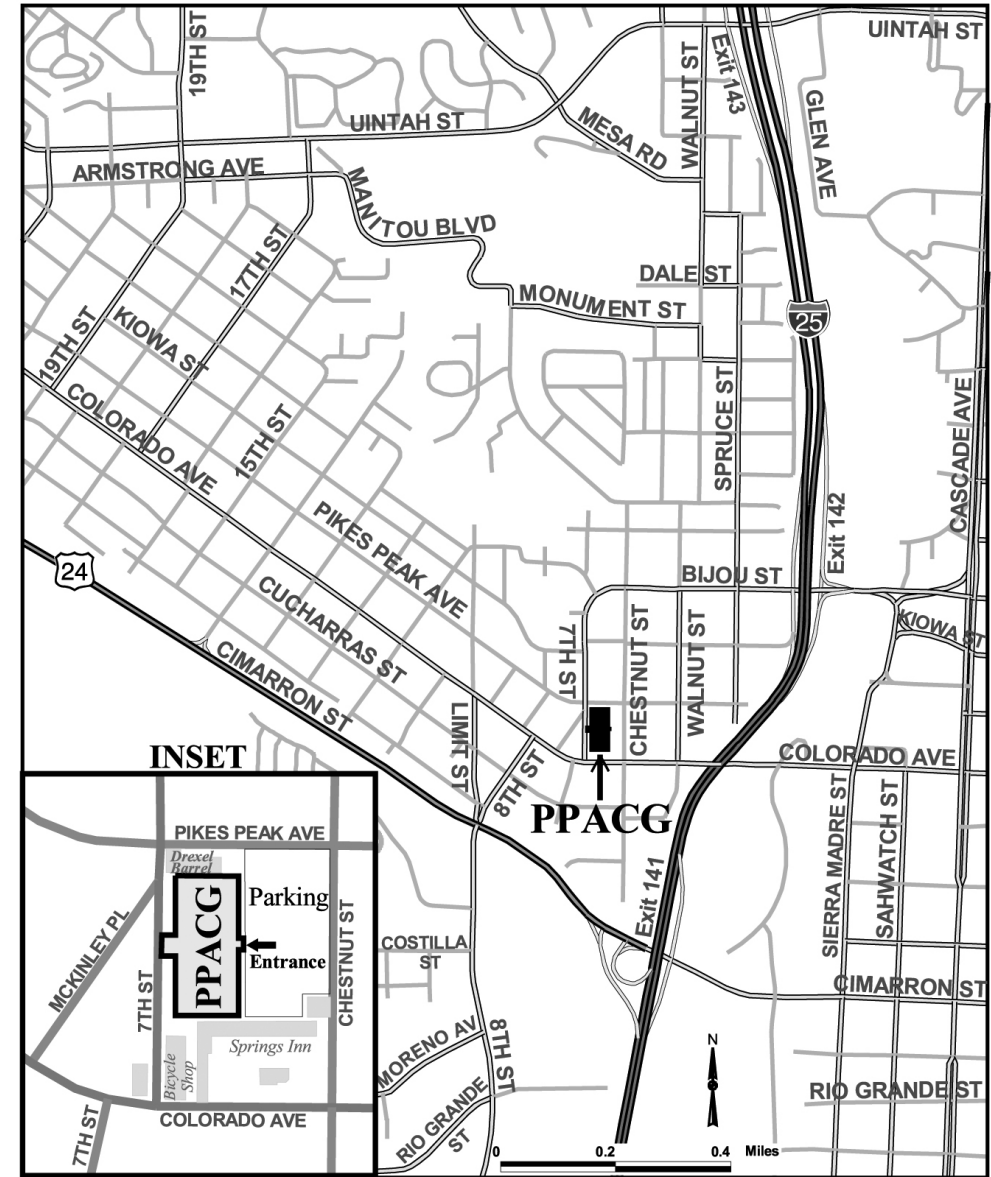 19TH ST
UINTAH ST
WALNUT ST
Exit 143
UINTAH ST
GLEN AVE
MESA RD
ARMSTRONG AVE
MANITOU BLVD
17TH ST
DALE ST
MONUMENT ST
25
19TH ST
KIOWA ST
COLORADO AVE
15TH ST
SPRUCE ST
CASCADE AVE
PIKES PEAK AVE
Exit 142
24
BIJOU ST
CUCHARRAS ST
7TH ST
CHESTNUT ST
WALNUT ST
KIOWA ST
CIMARRON ST
LIMIT ST
8TH ST
COLORADO AVE
PPACG
SIERRA MADRE ST
SAHWATCH ST
Exit 141
COSTILLA
ST
CIMARRON ST
MORENO AV
8TH ST
RIO GRANDE
ST
RIO GRANDE ST
N
0
0.2
0.4
Miles
INSET
PIKES PEAK AVE
Drexel
Barrel
PPACG
Parking
Entrance
MCKINLEY PL
7TH ST
CHESTNUT ST
Bicycle
Shop
Springs Inn
COLORADO AVE
7TH ST